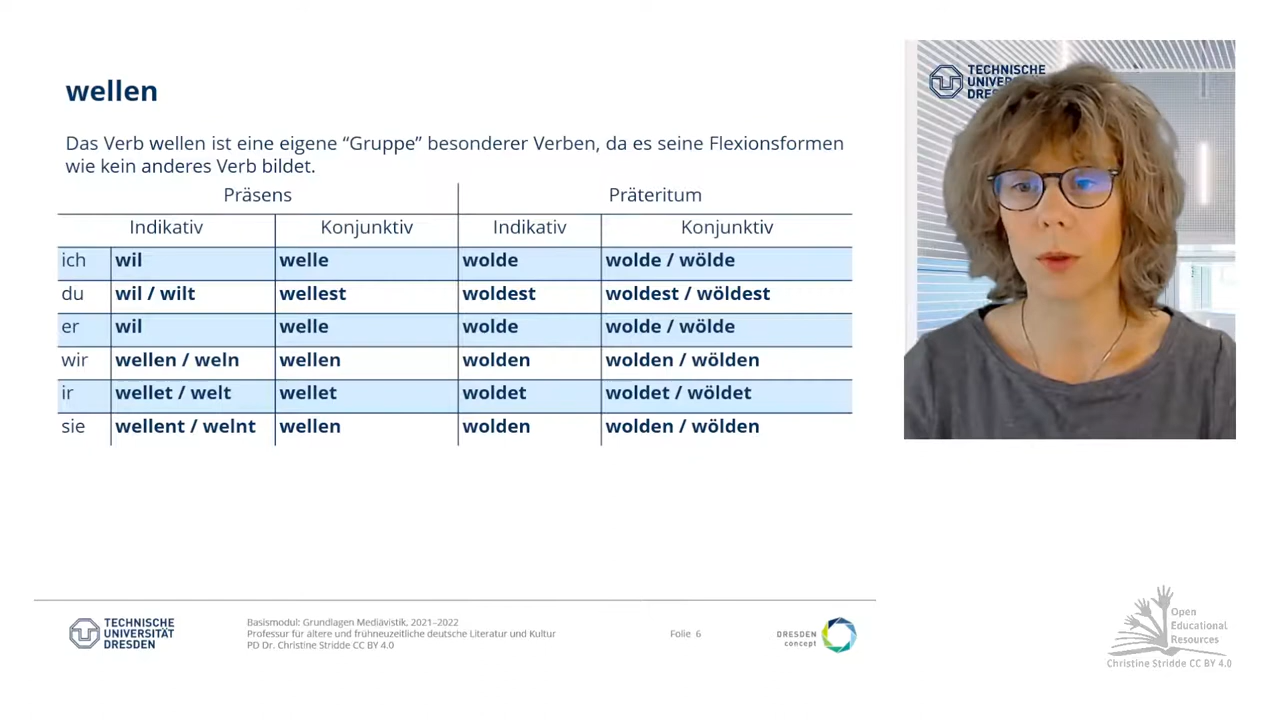 wellen
Das Verb wellen ist eine eigene “Gruppe” besonderer Verben, da es seine Flexionsformen
wie kein anderes Verb bildet.
Präsens Präteritum
Indikativ Konjunktiv Indikativ Konjunktiv
ich wil welle wolde wolde / wölde
du wil / wilt wellest woldest woldest / wöldest
er wil welle wolde wolde / wölde
wir wellen / weln wellen wolden wolden / wölden
ir wellet / welt wellet woldet woldet / wöldet
sie wellent / welnt wellen wolden wolden / wölden
TECHNISCHE
UNIVERSITÄT
DRESDEN
Basismodul: Grundlagen Mediävistik, 2021–2022
Professur für ältere und frühneuzeitliche deutsche Literatur und Kultur
PD Dr. Christine Stridde CC BY 4.0
Folie 6
DRESDEN
concept
TECHNISCHE
UNIVER
DRE
Open
Educational
Resources
Christine Stridde CC BY 4.0